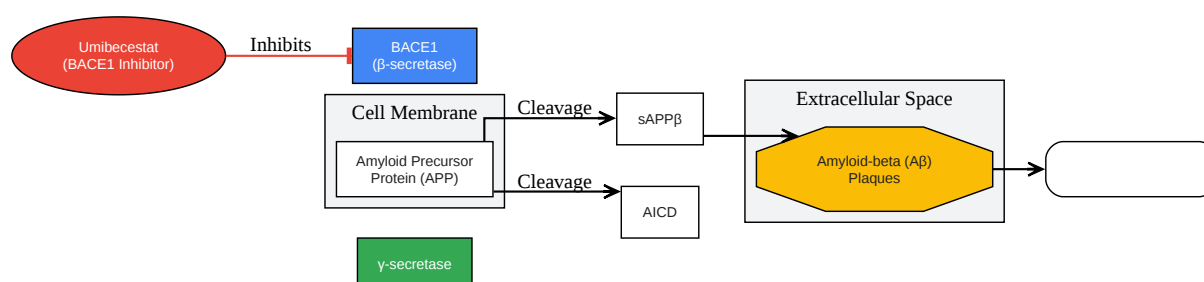 Umibecestat
(BACE1 Inhibitor)
Inhibits
BACE1
(β-secretase)
Cell Membrane
Amyloid Precursor
Protein (APP)
Cleavage
Cleavage
sAPPβ
AICD
Extracellular Space
Amyloid-beta (Aβ)
Plaques
γ-secretase